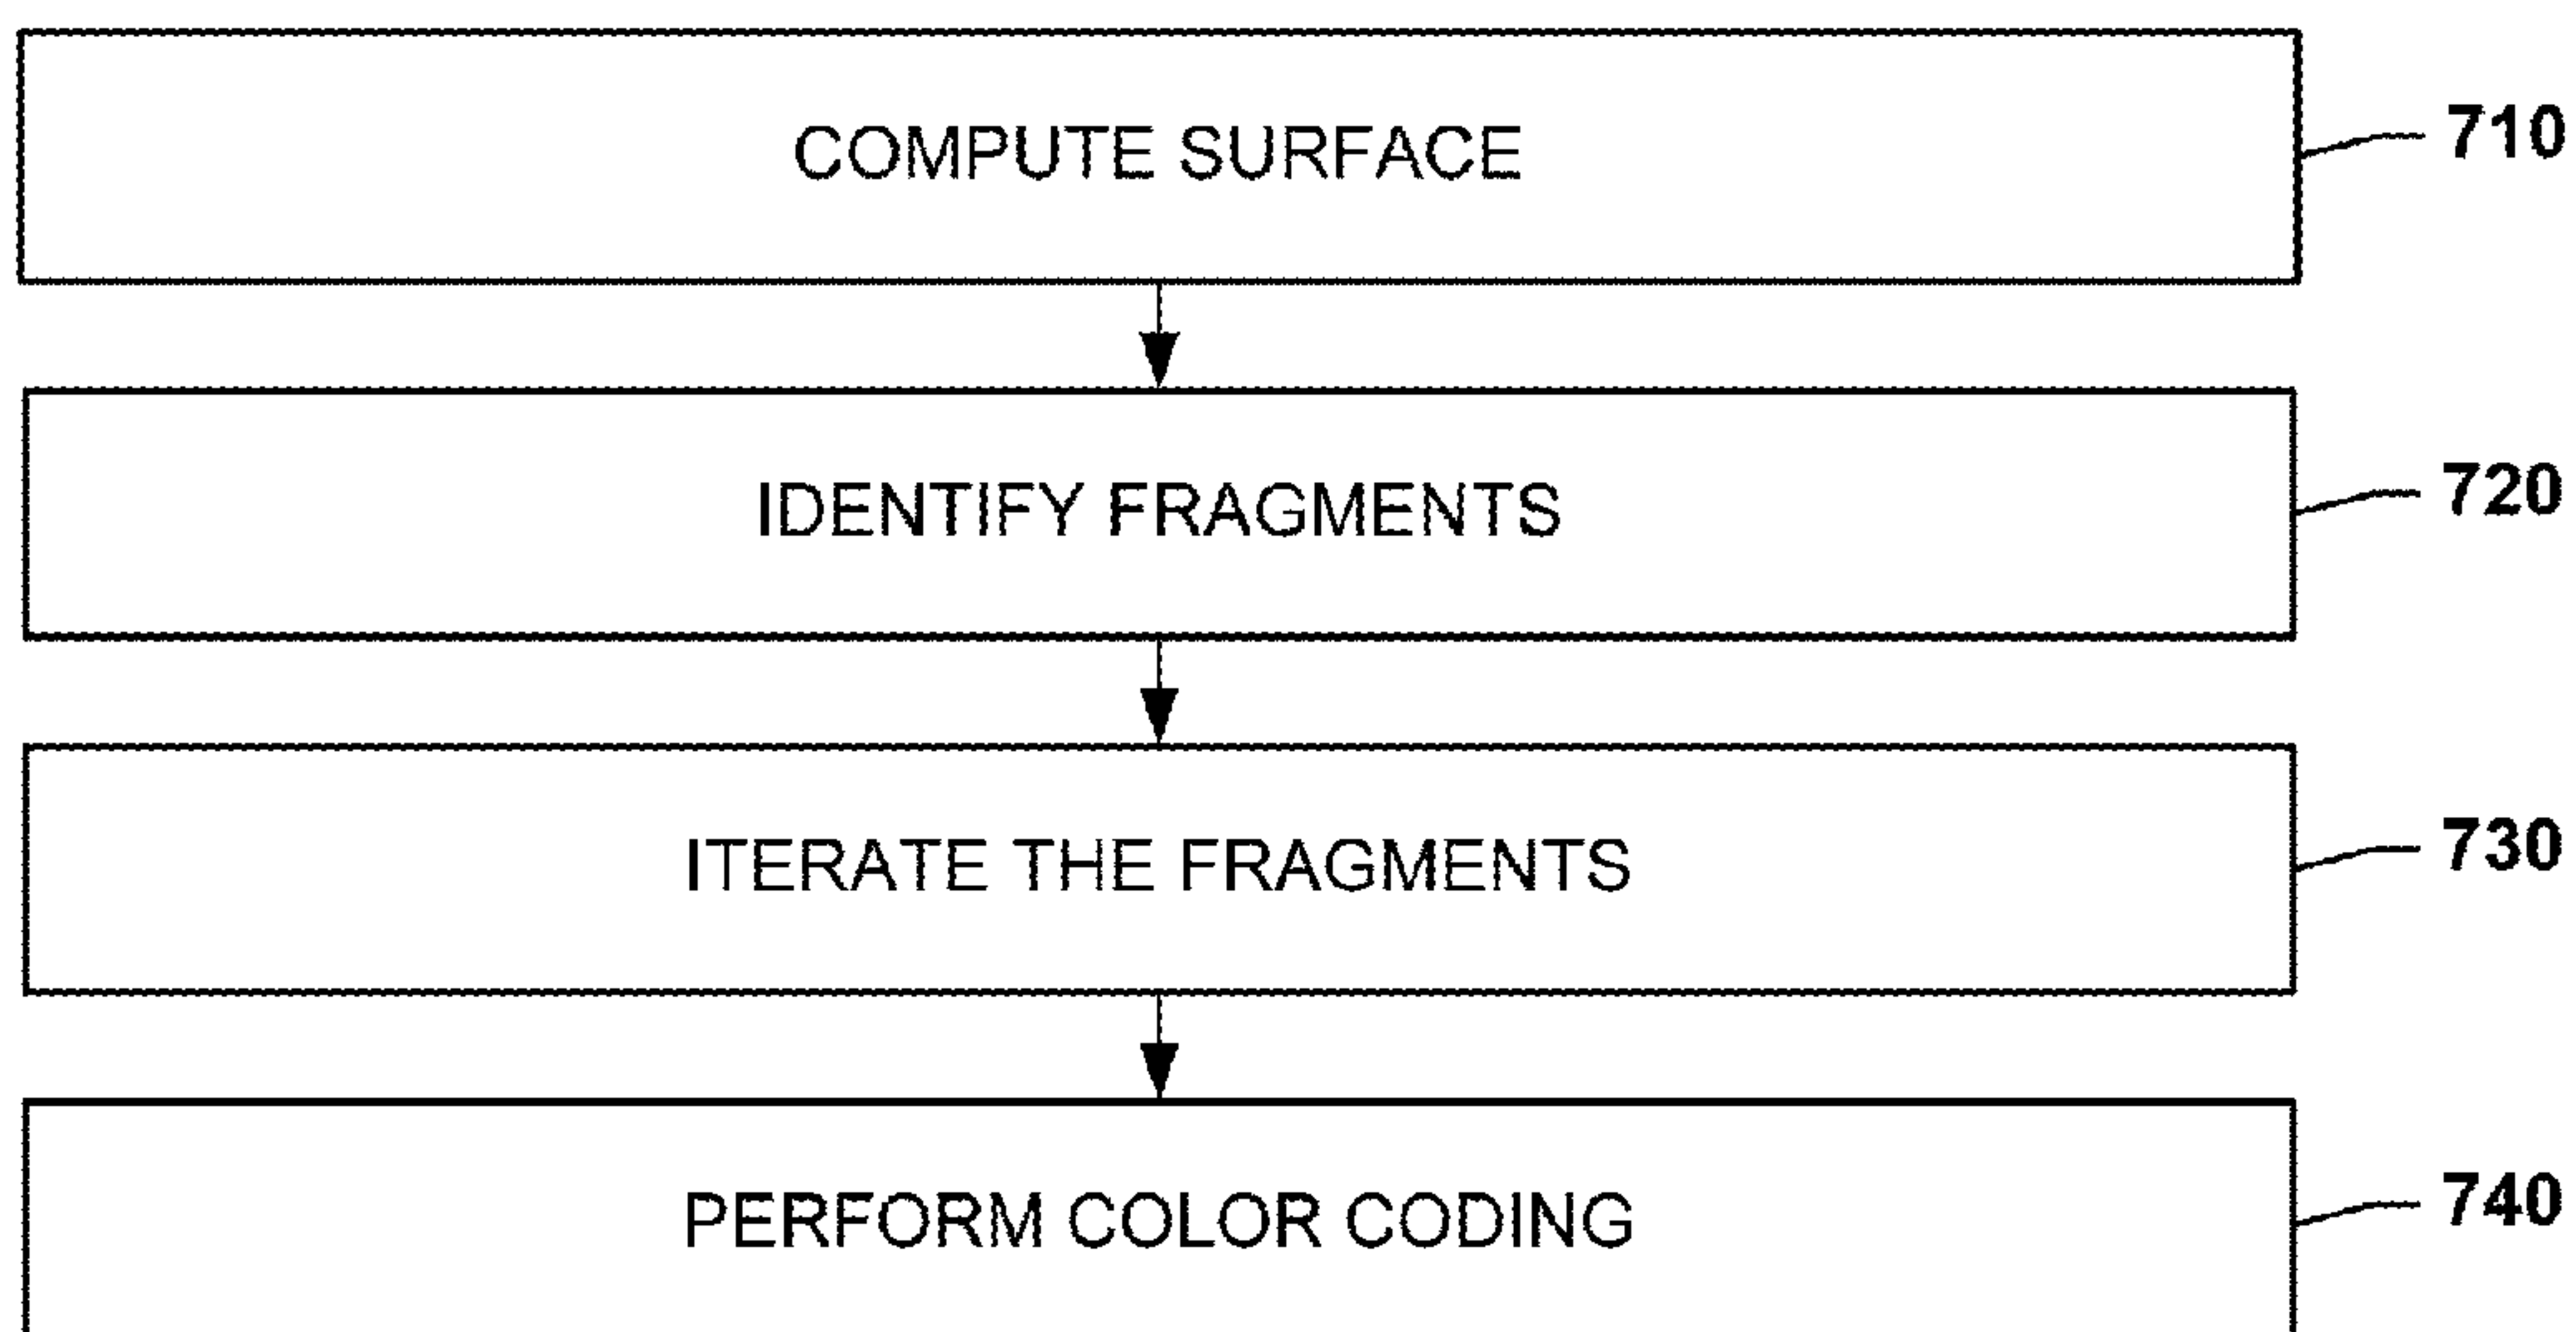 COMPUTE SURFACE 710
IDENTIFY FRAGMENTS 720
ITERATE THE FRAGMENTS 730
PERFORM COLOR CODING 740